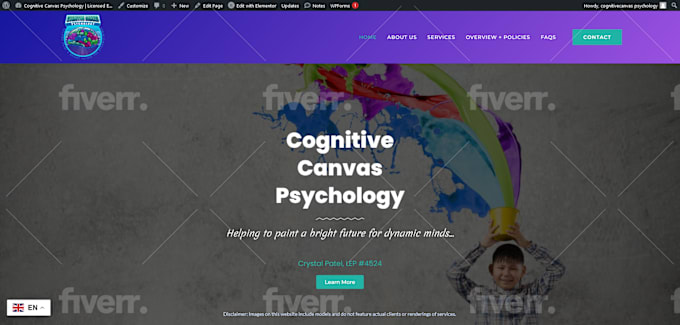 Cognitive Canvas Psychology | Licensed E... Customize 0 New Edit Page Edit with Elementor Updates Notes WPForms 1 Howdy, cognitivecanvas psychology
HOME ABOUT US SERVICES OVERVIEW + POLICIES FAQS CONTACT
fiverr. fiverr. fiverr. fiverr.
Cognitive
Canvas
Psychology
Helping to paint a bright future for dynamic minds...
Crystal Patel, LEP #4524
Learn More
EN
fiverr. fiverr. fiverr. fiverr.
Disclaimer: Images on this website include models and do not feature actual clients or renderings of services.